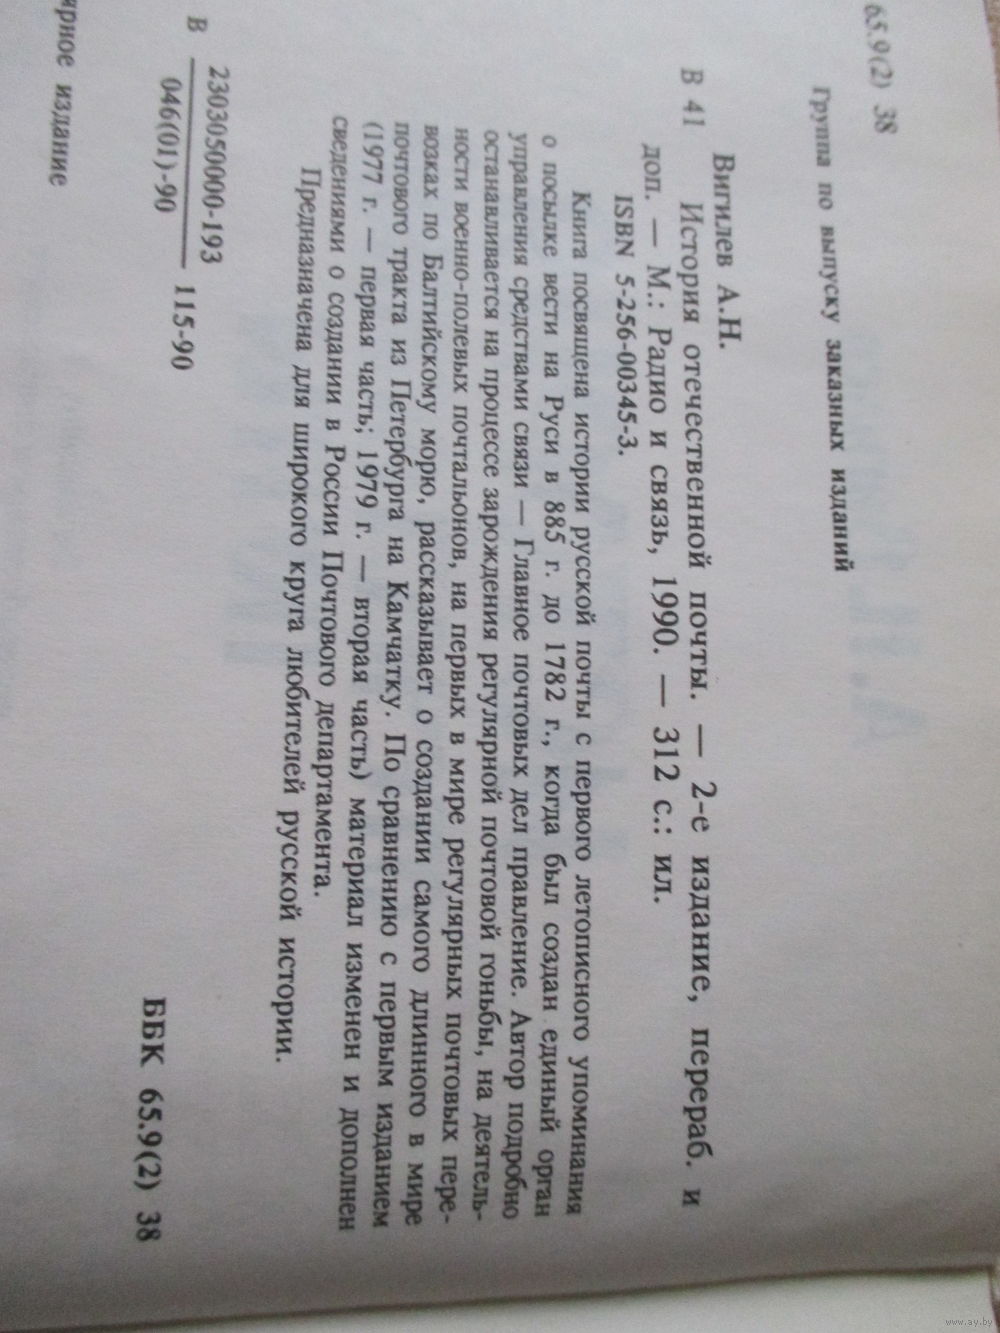 65.9(2) 38
Группа по выпуску заказных изданий
Вигилев А.Н.
В 41 История отечественной почты. — 2-е издание, перераб. и
доп. — М.: Радио и связь, 1990. — 312 с.: ил.
ISBN 5-256-00345-3.
Книга посвящена истории русской почты с первого летописного упоминания
о посылке вести на Руси в 885 г. до 1782 г., когда был создан единый орган
управления средствами связи — Главное почтовых дел правление. Автор подробно
останавливается на процессе зарождения регулярной почтовой гоньбы, на деятель-
ности военно-полевых почтальонов, на первых в мире регулярных почтовых пере-
возках по Балтийскому морю, рассказывает о создании самого длинного в мире
почтового тракта из Петербурга на Камчатку. По сравнению с первым изданием
(1977 г. — первая часть; 1979 г. — вторая часть) материал изменен и дополнен
сведениями о создании в России Почтового департамента.
Предназначена для широкого круга любителей русской истории.
В 2303050000-193
046(01)-90 115-90
ББК 65.9(2) 38
издание
www.ay.by